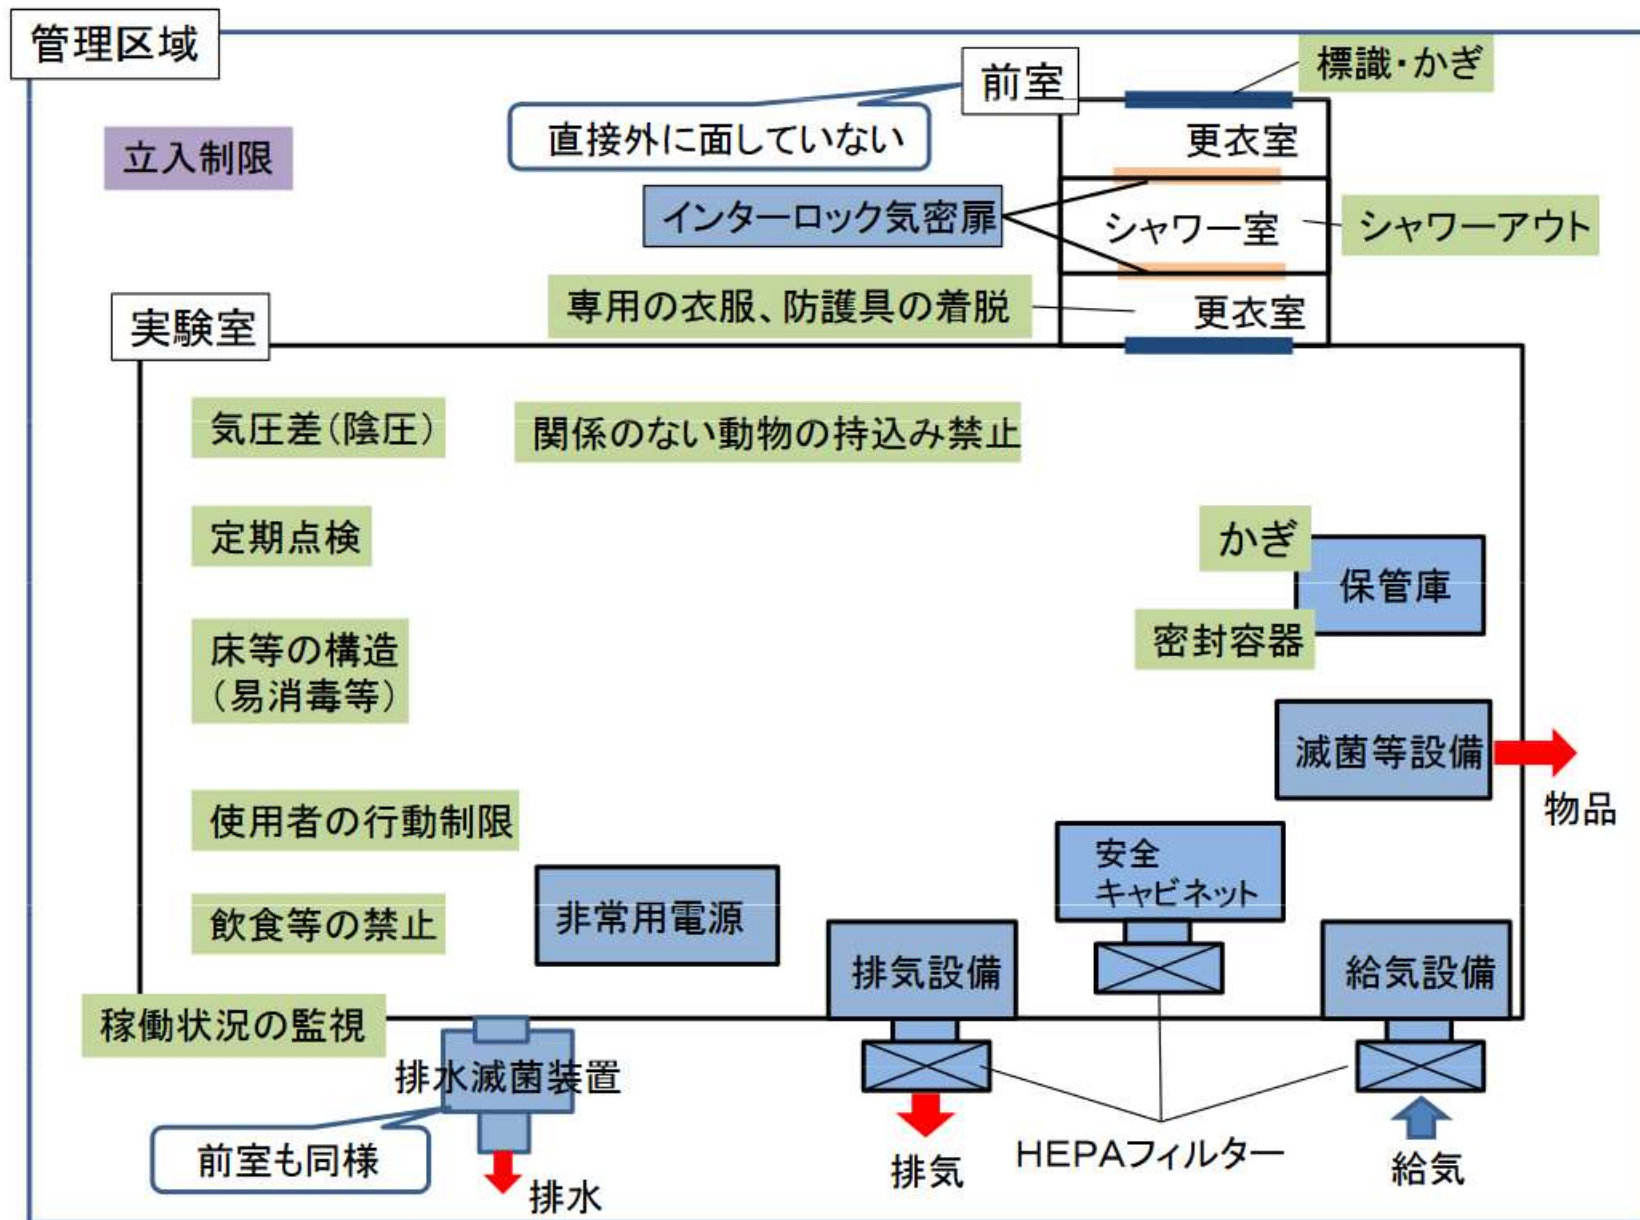 管理区域
前室
標識・かぎ
直接外に面していない
更衣室
立入制限
インターロック気密扉
シャワー室
シャワーアウト
専用の衣服、防護具の着脱
更衣室
実験室
気圧差(陰圧)
関係のない動物の持込み禁止
定期点検
かぎ
保管庫
密封容器
床等の構造
(易消毒等)
滅菌等設備
物品
使用者の行動制限
安全
キャビネット
非常用電源
飲食等の禁止
排気設備
給気設備
稼働状況の監視
排水滅菌装置
前室も同様
HEPAフィルター
排水
排気
給気